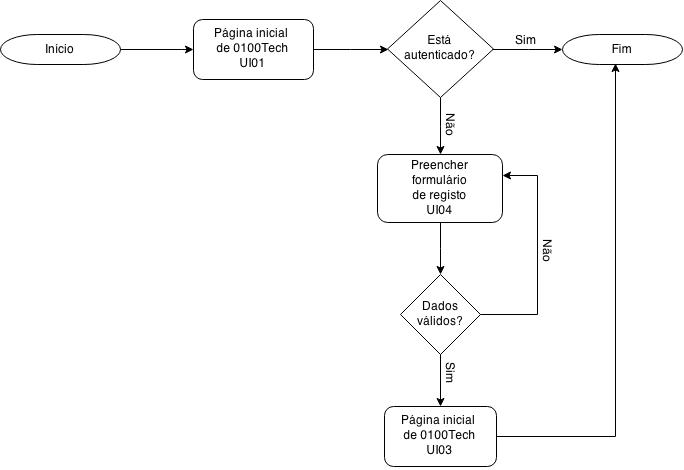 Início
Página inicial
de 0100Tech
UI01
Está
autenticado?
Sim
Fim
Não
Preencher
formulário
de registo
UI04
Não
Dados
válidos?
Sim
Página inicial
de 0100Tech
UI03